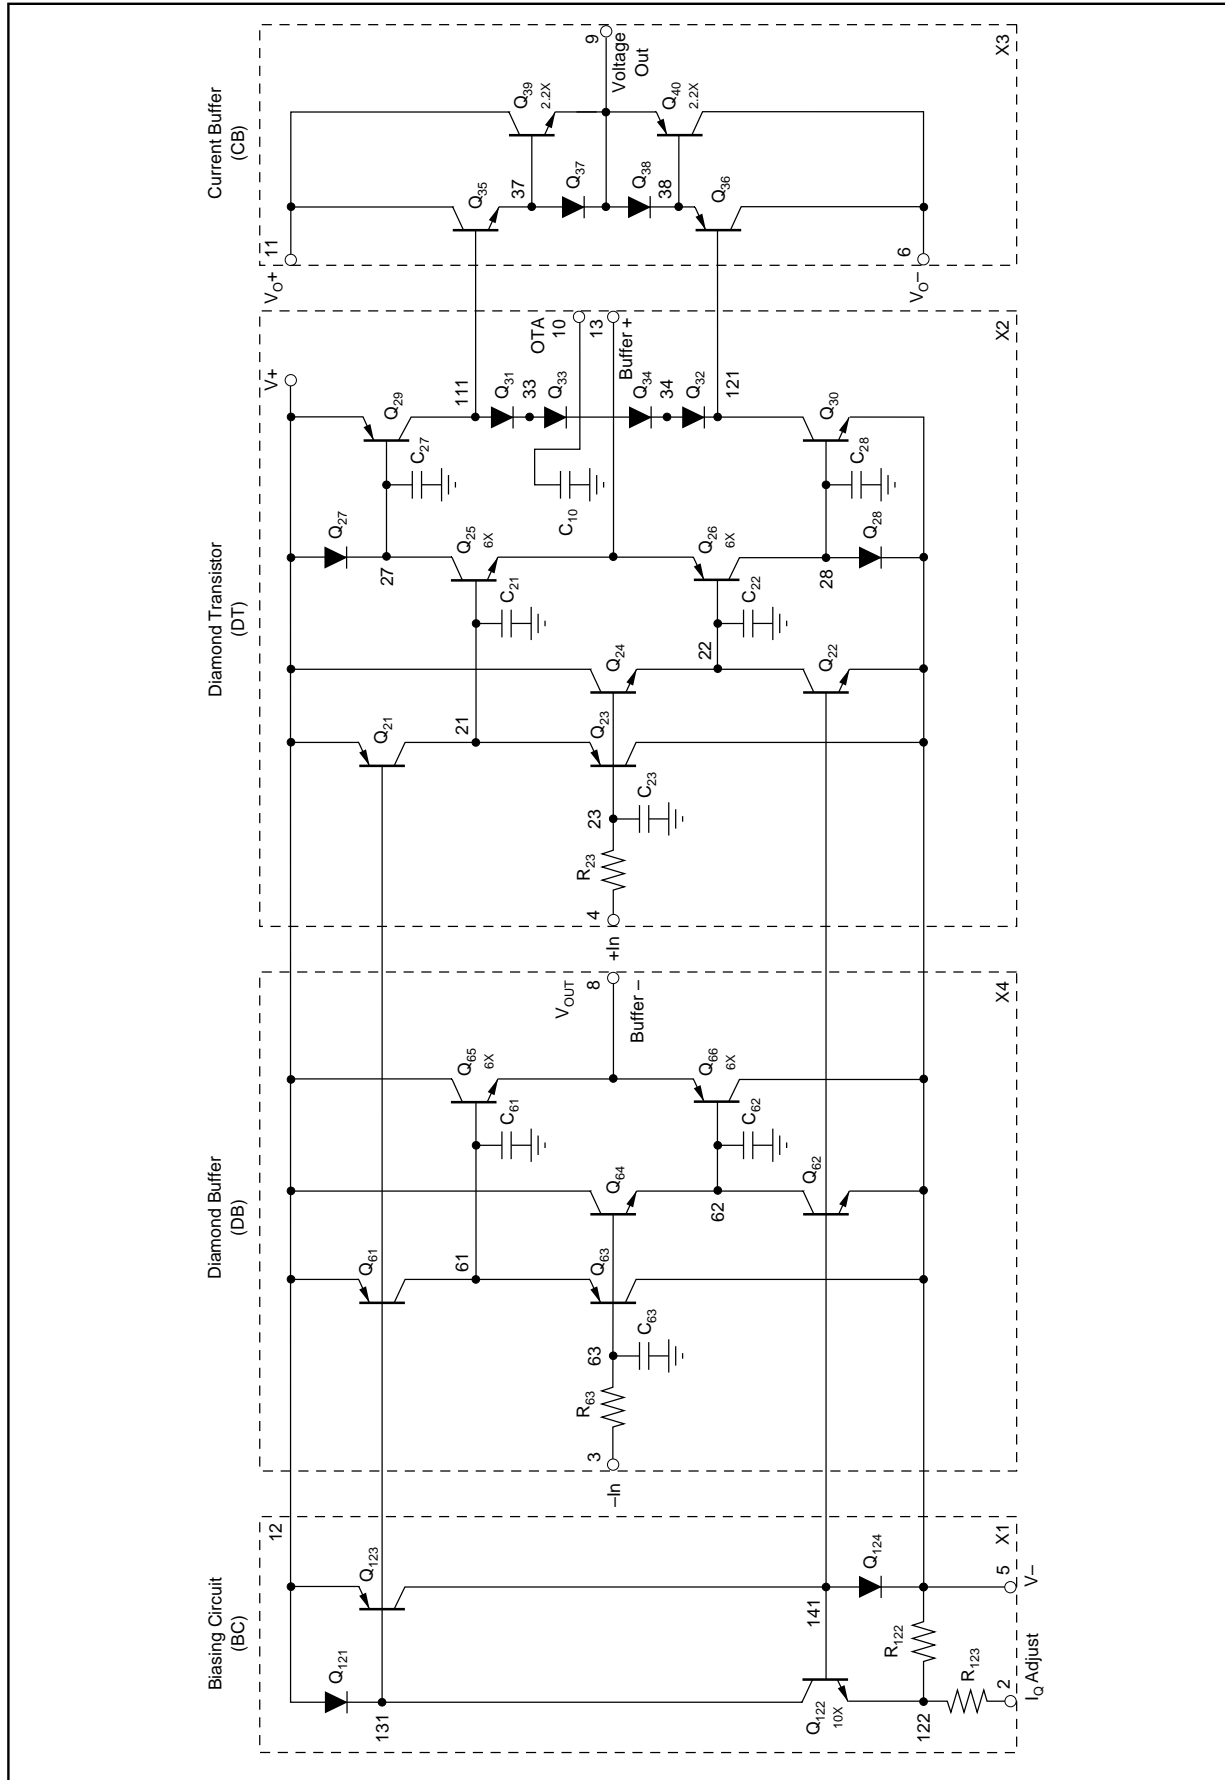 Biasing Circuit
(BC)
Diamond Buffer
(DB)
Diamond Transistor
(DT)
Current Buffer
(CB)
12
Q121
131
Q123
Q122
10X
141
Q124
122
R122
R123
2
IQ Adjust
5
V–
X1
Q61
61
Q63
63
R63
3
–In
C63
Q64
62
Q62
C61
C62
Q65
6X
Q66
6X
VOUT
8
Buffer –
X4
V+
Q21
21
Q23
23
R23
4
+In
C23
Q24
22
Q22
C21
C22
Q27
27
Q25
6X
Q26
6X
28
Q28
C27
C10
C28
Q29
111
Q31
33
Q33
Q34
34
Q32
121
Q30
OTA
10
13
Buffer +
X2
VO+
11
VO–
6
Q35
37
Q37
Q38
38
Q36
Q39
2.2X
Q40
2.2X
9
Voltage
Out
X3